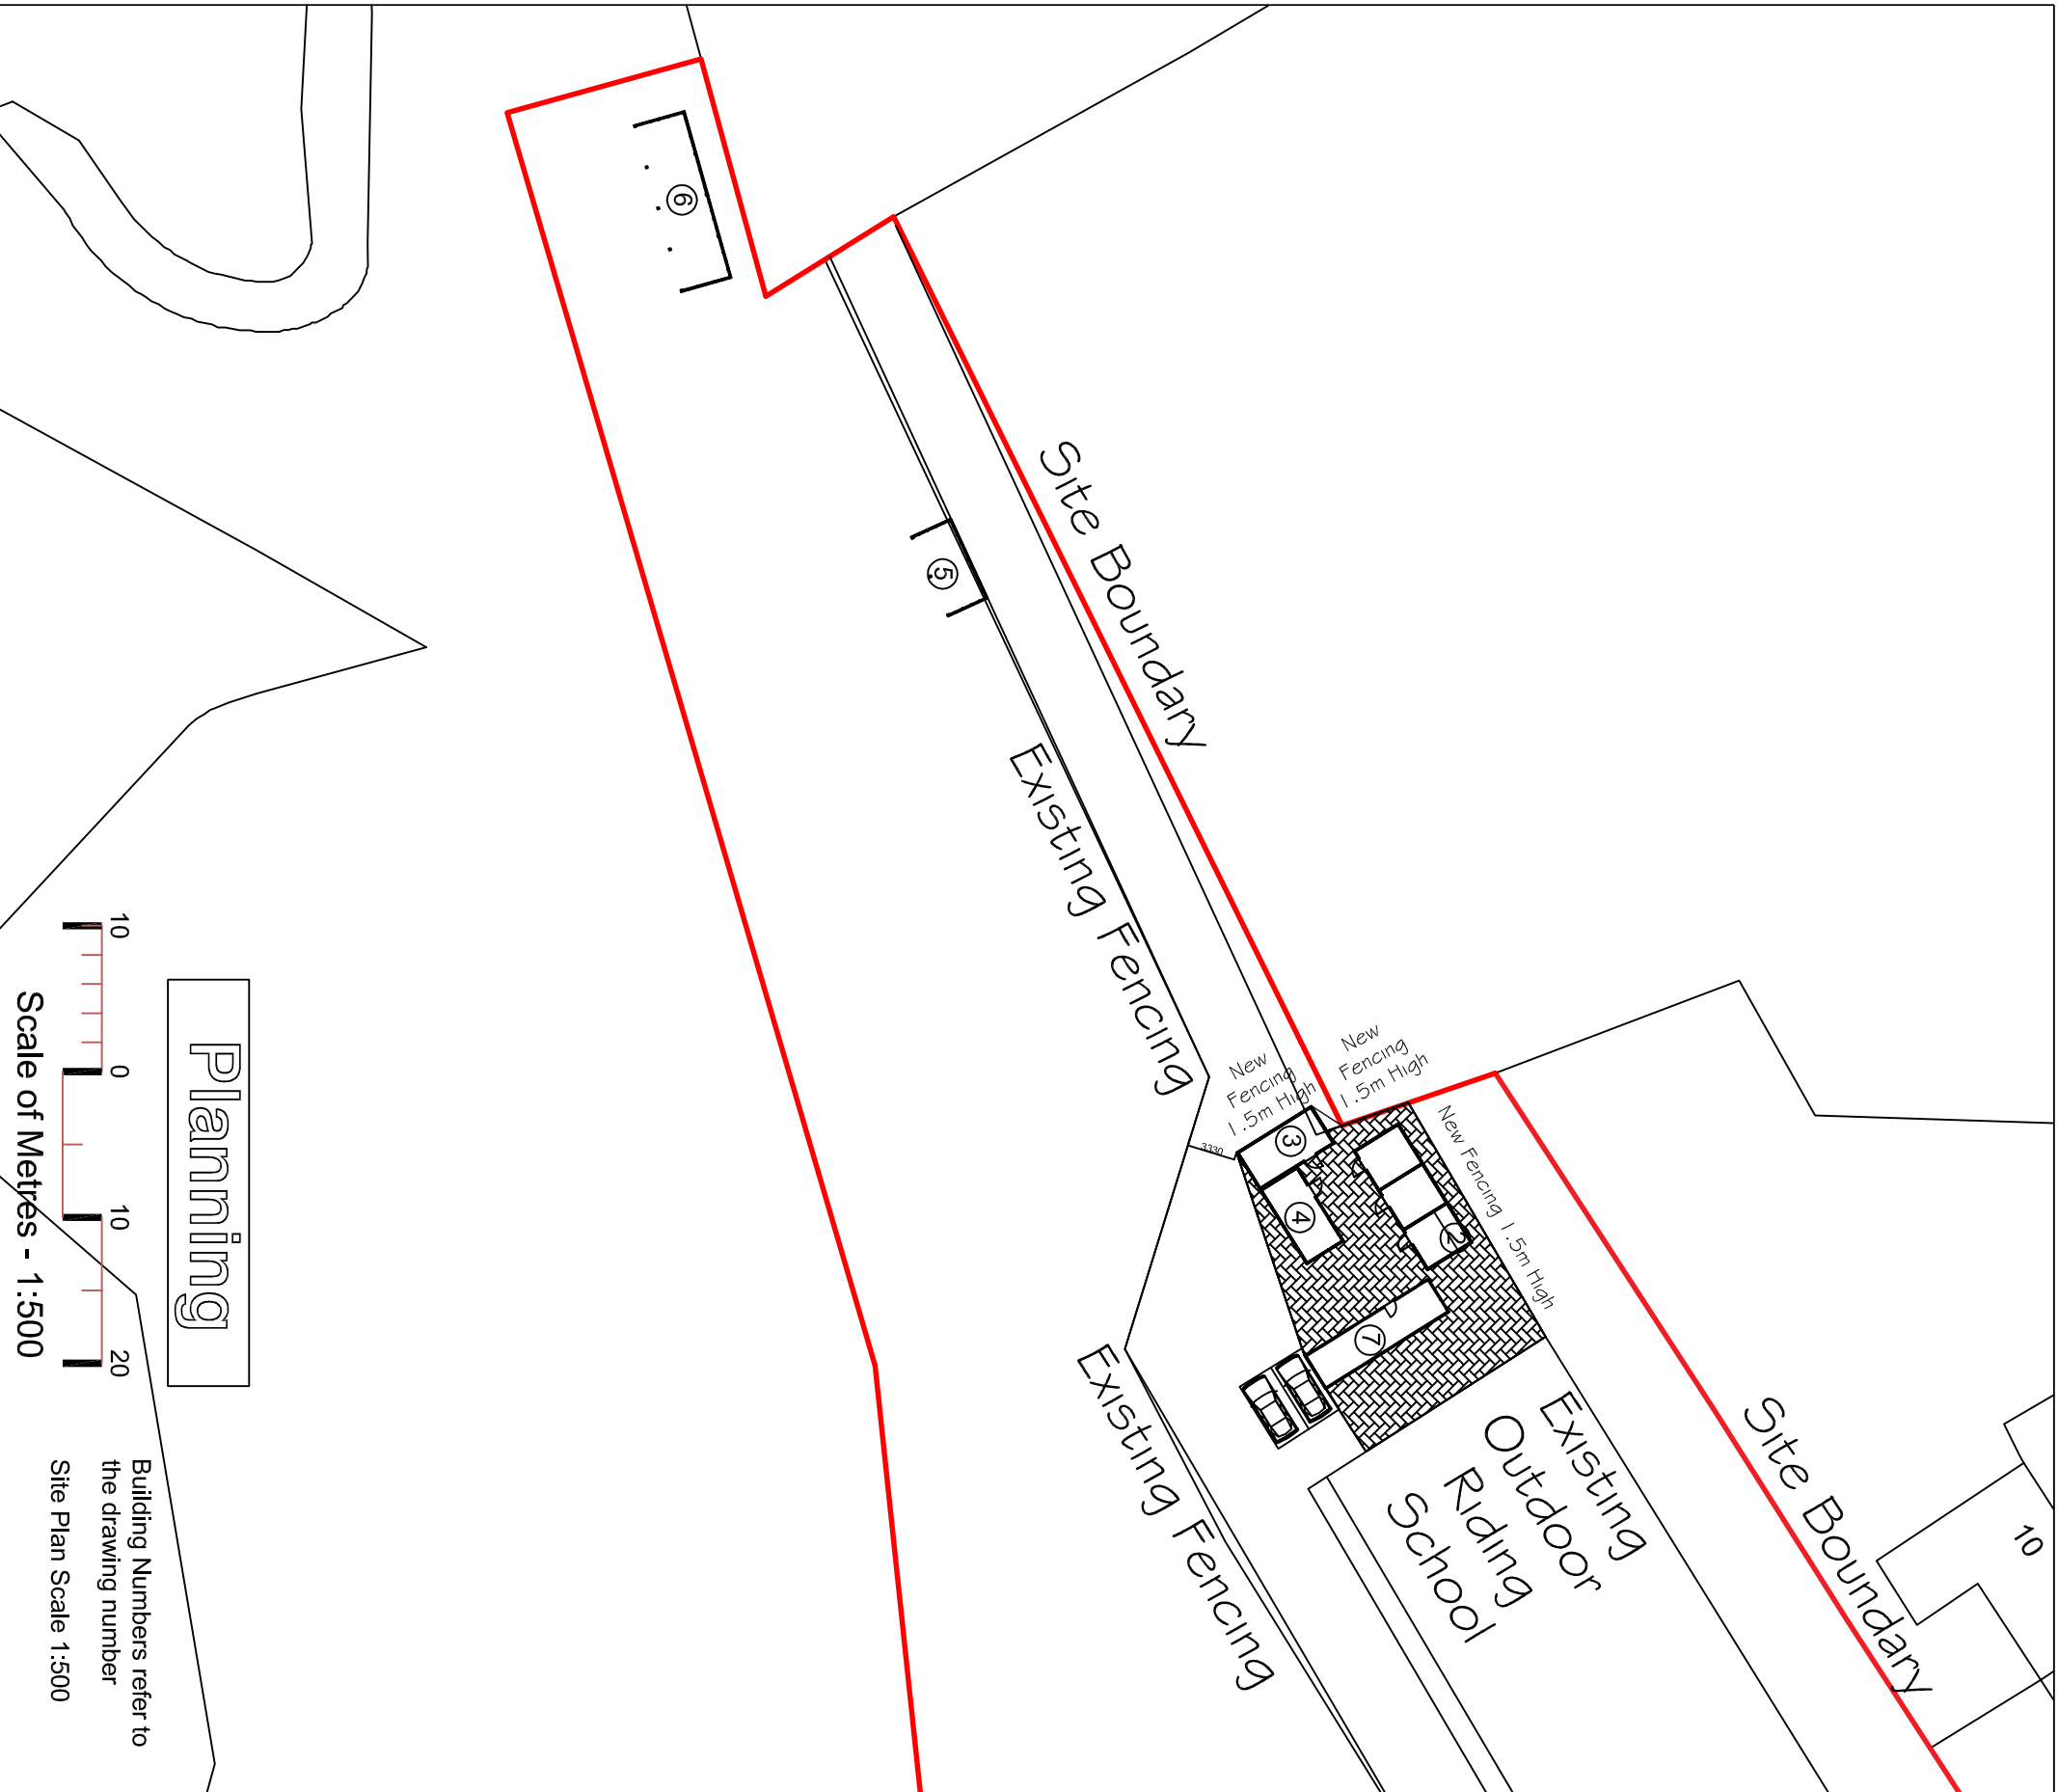 6
5
Site Boundary
Existing Fencing
New
Fencing
1.5m High
New
Fencing
1.5m High
New Fencing 1.5m High
3330
3
4
2
7
Existing
Outdoor
Riding
School
Existing Fencing
Site Boundary
10
Planning
10 0 10 20
Scale of Metres - 1:500
Building Numbers refer to
the drawing number
Site Plan Scale 1:500